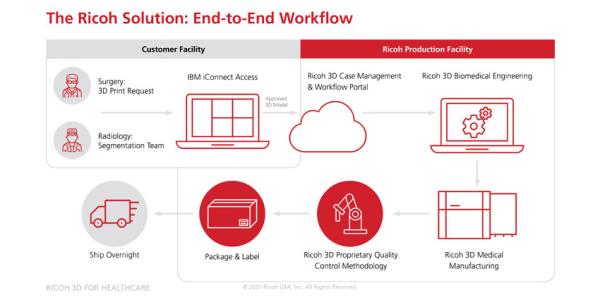 The Ricoh Solution: End-to-End Workflow
Customer Facility
Ricoh Production Facility
Surgery:
3D Print Request
IBM iConnect Access
Ricoh 3D Case Management
& Workflow Portal
Ricoh 3D Biomedical Engineering
Approved
3D Model
Radiology:
Segmentation Team
Ship Overnight
Package & Label
Ricoh 3D Proprietary Quality
Control Methodology
Ricoh 3D Medical
Manufacturing
RICOH 3D FOR HEALTHCARE
© 2021 Ricoh USA, Inc. All Rights Reserved.